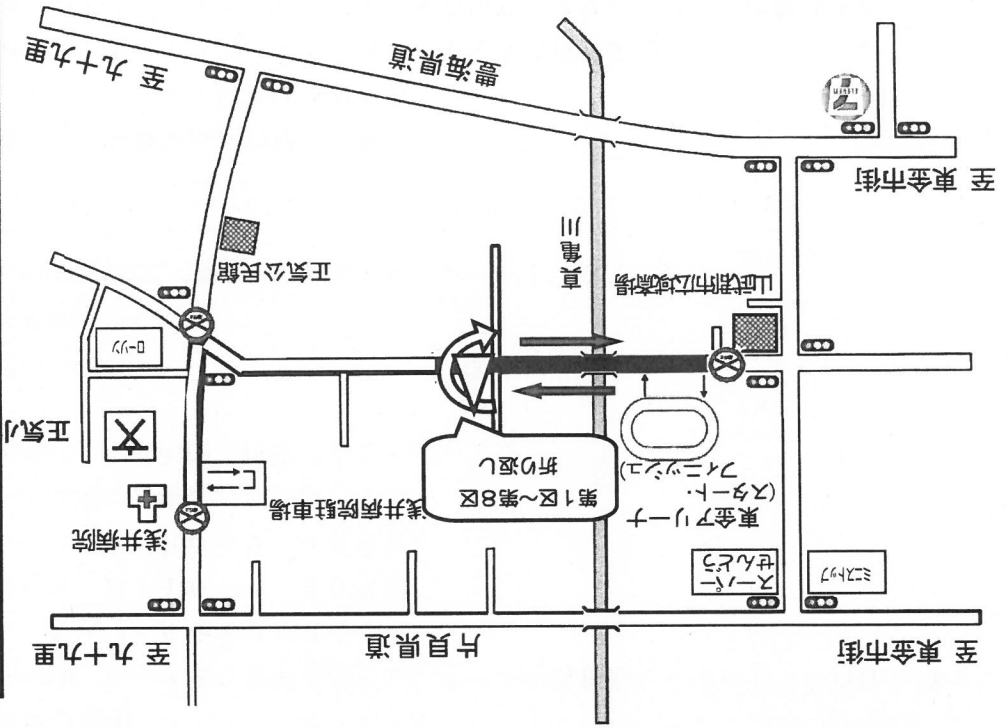 至 東金市街
片貝県道
至 九十九里
ミニストップ
スーパー
せんどう
東金アリーナ
(スタート・
フィニッシュ)
第1区～第8区
折り返し
浅井病院駐車場
浅井病院
正気小
ローソン
山武郡市広域斎場
真亀川
正気公民館
至 東金市街
豊海県道
至 九十九里
ELEVEN